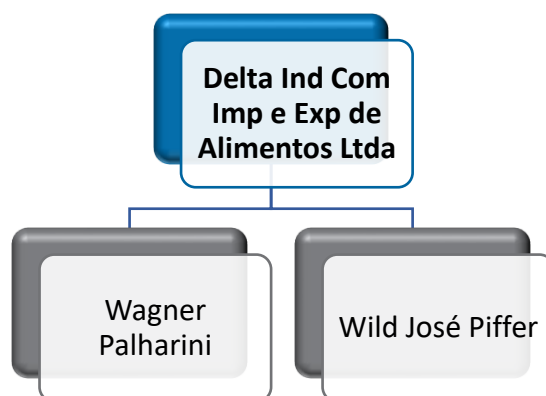 Delta Ind Com
Imp e Exp de
Alimentos Ltda
Wagner
Palharini
Wild José Piffer